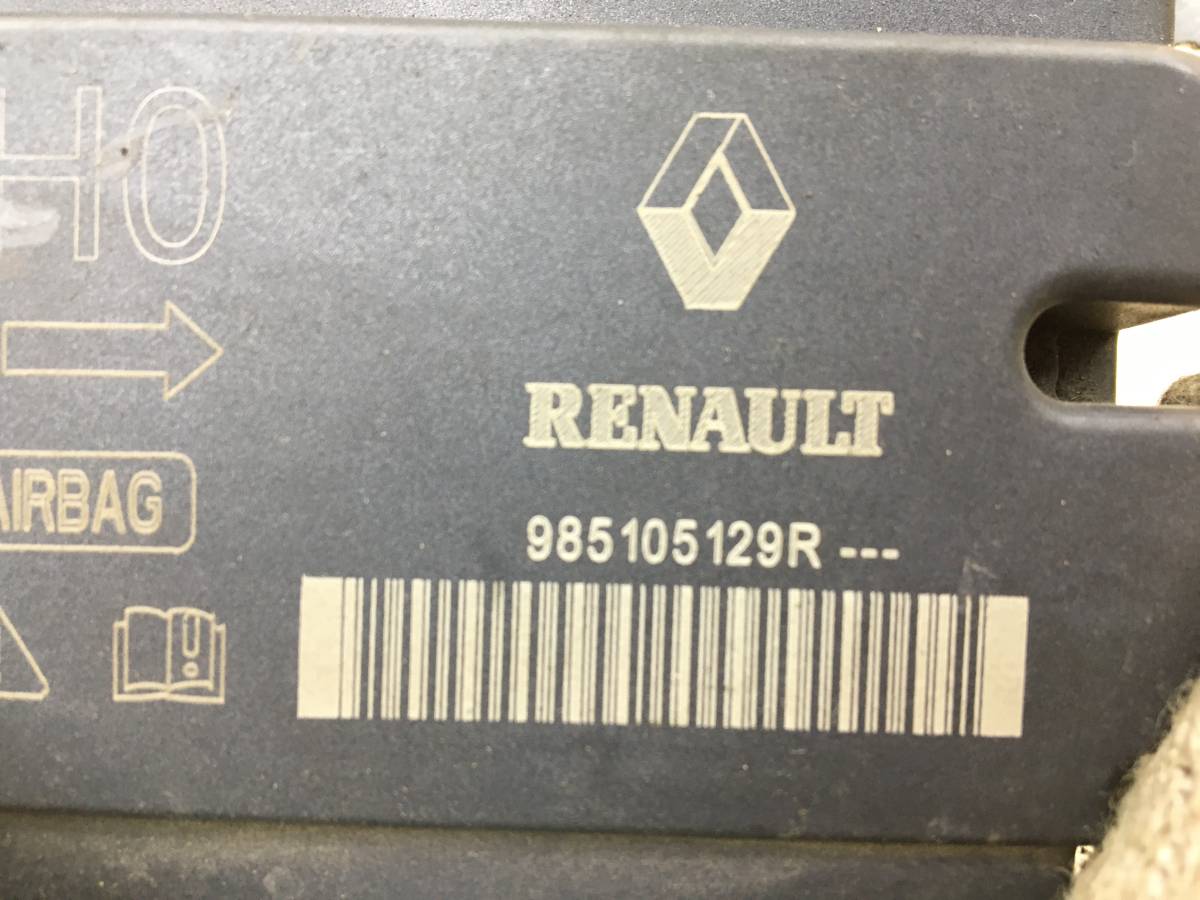 H0
RENAULT
AIRBAG
985105129R ---